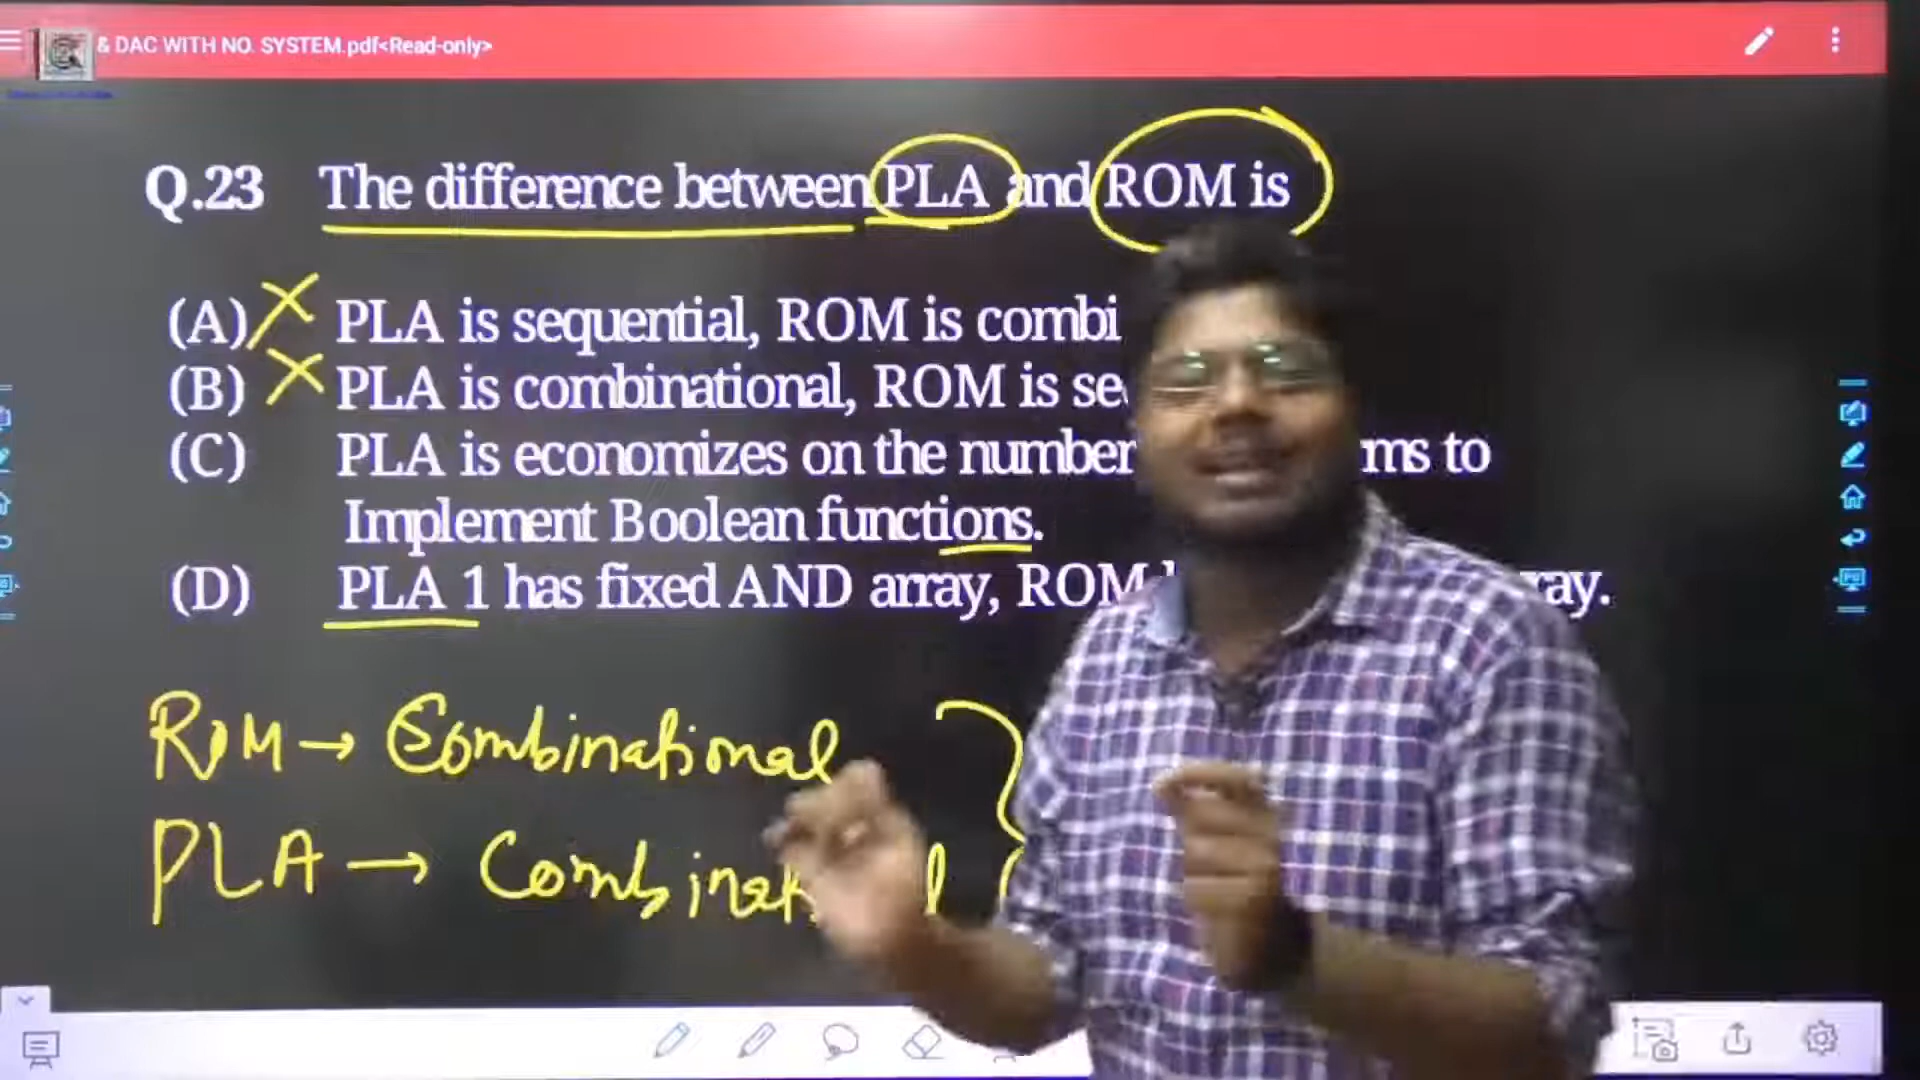 & DAC WITH NO. SYSTEM.pdf<Read-only>
Q.23 The difference between PLA and ROM is
(A) PLA is sequential, ROM is combi
(B) PLA is combinational, ROM is se
(C) PLA is economizes on the number ms to
Implement Boolean functions.
(D) PLA 1 has fixed AND array, ROM ray.
ROM → Combinational
PLA → Combinat l